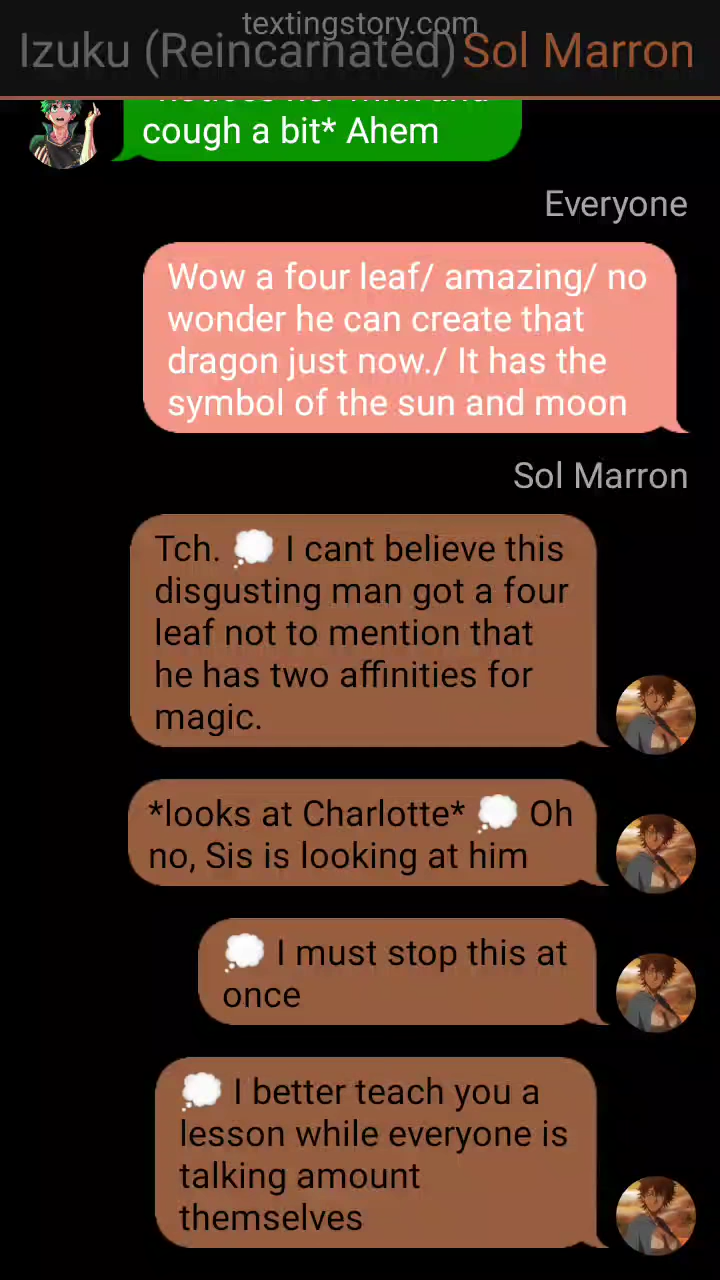 textingstory.com
Izuku (Reincarnated) Sol Marron
cough a bit* Ahem
Everyone
Wow a four leaf/ amazing/ no
wonder he can create that
dragon just now./ It has the
symbol of the sun and moon
Sol Marron
Tch. 💭 I cant believe this
disgusting man got a four
leaf not to mention that
he has two affinities for
magic.
*looks at Charlotte* 💭 Oh
no, Sis is looking at him
💭 I must stop this at
once
💭 I better teach you a
lesson while everyone is
talking amount
themselves